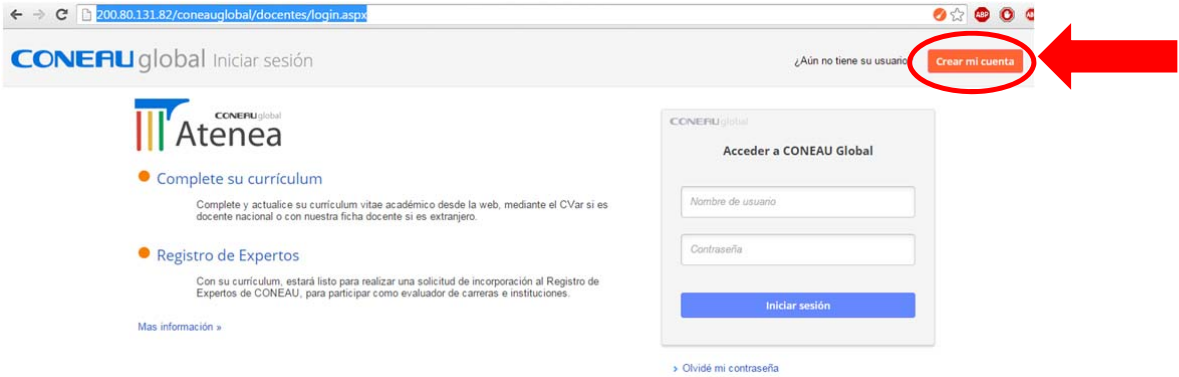 200.80.131.82/coneauglobal/docentes/login.aspx
CONEAU global Iniciar sesión
¿Aún no tiene su usuario
Crear mi cuenta
CONEAU global
Atenea
Complete su currículum
Complete y actualice su curriculum vitae académico desde la web, mediante el CVar si es
docente nacional o con nuestra ficha docente si es extranjero.
Registro de Expertos
Con su curriculum, estará listo para realizar una solicitud de incorporación al Registro de
Expertos de CONEAU, para participar como evaluador de carreras e instituciones.
Mas información »
CONEAU global
Acceder a CONEAU Global
Nombre de usuario
Contraseña
Iniciar sesión
› Olvidé mi contraseña